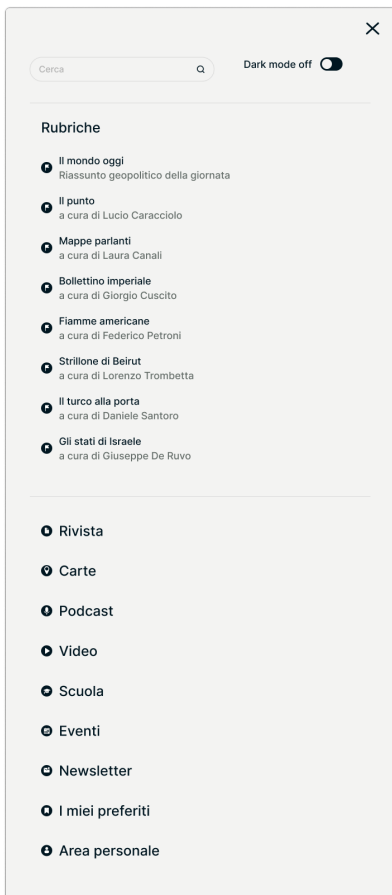 Cerca
Dark mode off
Rubriche
Il mondo oggi
Riassunto geopolitico della giornata
Il punto
a cura di Lucio Caracciolo
Mappe parlanti
a cura di Laura Canali
Bollettino imperiale
a cura di Giorgio Cuscito
Fiamme americane
a cura di Federico Petroni
Strillone di Beirut
a cura di Lorenzo Trombetta
Il turco alla porta
a cura di Daniele Santoro
Gli stati di Israele
a cura di Giuseppe De Ruvo
Rivista
Carte
Podcast
Video
Scuola
Eventi
Newsletter
I miei preferiti
Area personale